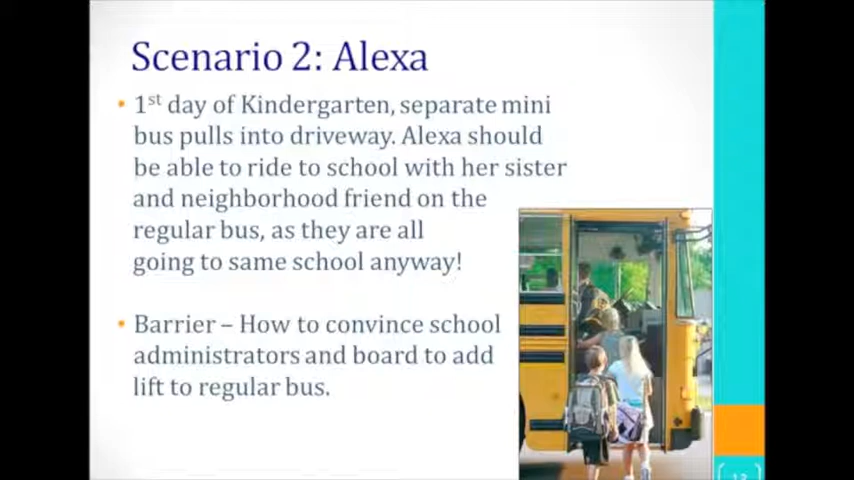 Scenario 2: Alexa
• 1st day of Kindergarten, separate mini
bus pulls into driveway. Alexa should
be able to ride to school with her sister
and neighborhood friend on the
regular bus, as they are all
going to same school anyway!
• Barrier – How to convince school
administrators and board to add
lift to regular bus.